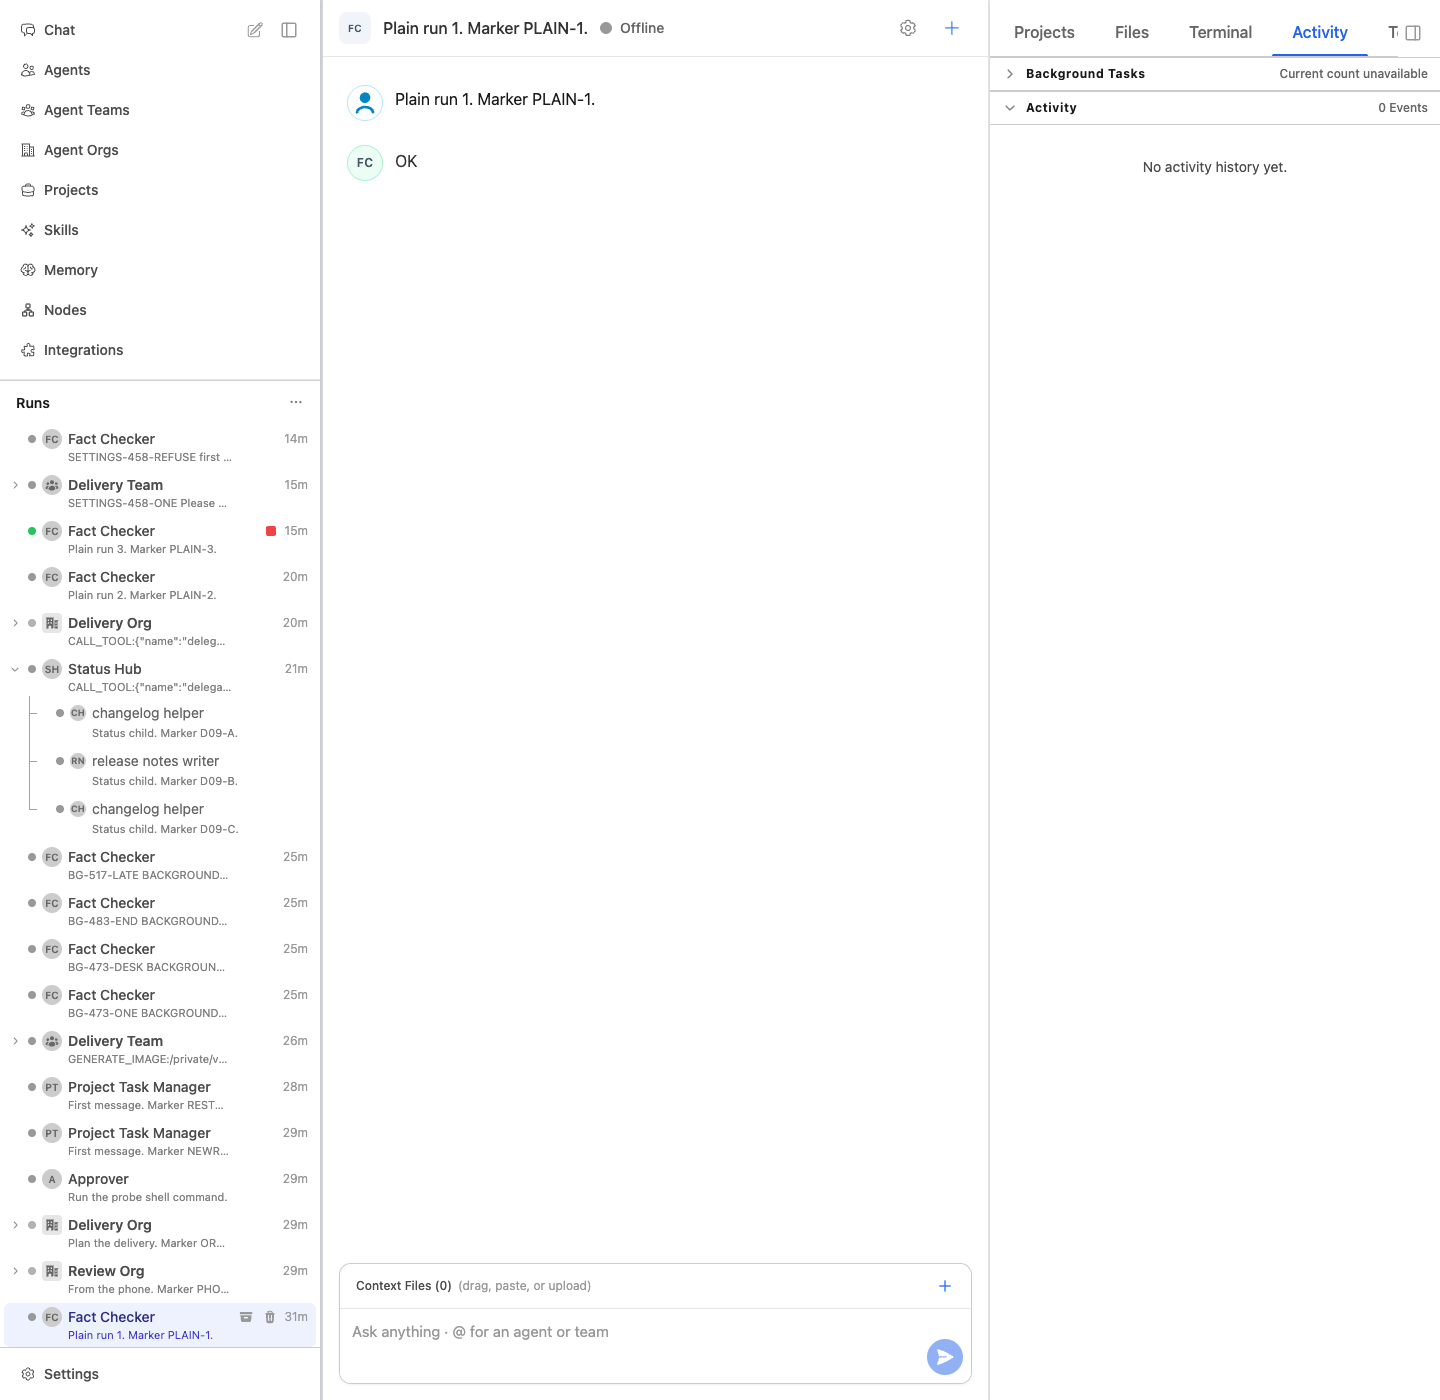 Chat
Agents
Agent Teams
Agent Orgs
Projects
Skills
Memory
Nodes
Integrations
Runs
FC Fact Checker 14m
SETTINGS-458-REFUSE first ...
Delivery Team 15m
SETTINGS-458-ONE Please ...
FC Fact Checker 15m
Plain run 3. Marker PLAIN-3.
FC Fact Checker 20m
Plain run 2. Marker PLAIN-2.
Delivery Org 20m
CALL_TOOL:{"name":"deleg...
SH Status Hub 21m
CALL_TOOL:{"name":"delega...
CH changelog helper
Status child. Marker D09-A.
RN release notes writer
Status child. Marker D09-B.
CH changelog helper
Status child. Marker D09-C.
FC Fact Checker 25m
BG-517-LATE BACKGROUND...
FC Fact Checker 25m
BG-483-END BACKGROUND...
FC Fact Checker 25m
BG-473-DESK BACKGROUN...
FC Fact Checker 25m
BG-473-ONE BACKGROUND...
Delivery Team 26m
GENERATE_IMAGE:/private/v...
PT Project Task Manager 28m
First message. Marker REST...
PT Project Task Manager 29m
First message. Marker NEWR...
A Approver 29m
Run the probe shell command.
Delivery Org 29m
Plan the delivery. Marker OR...
Review Org 29m
From the phone. Marker PHO...
FC Fact Checker 31m
Plain run 1. Marker PLAIN-1.
Settings
FC Plain run 1. Marker PLAIN-1. Offline
Plain run 1. Marker PLAIN-1.
FC OK
Context Files (0) (drag, paste, or upload)
Ask anything · @ for an agent or team
Projects Files Terminal Activity
Background Tasks Current count unavailable
Activity 0 Events
No activity history yet.